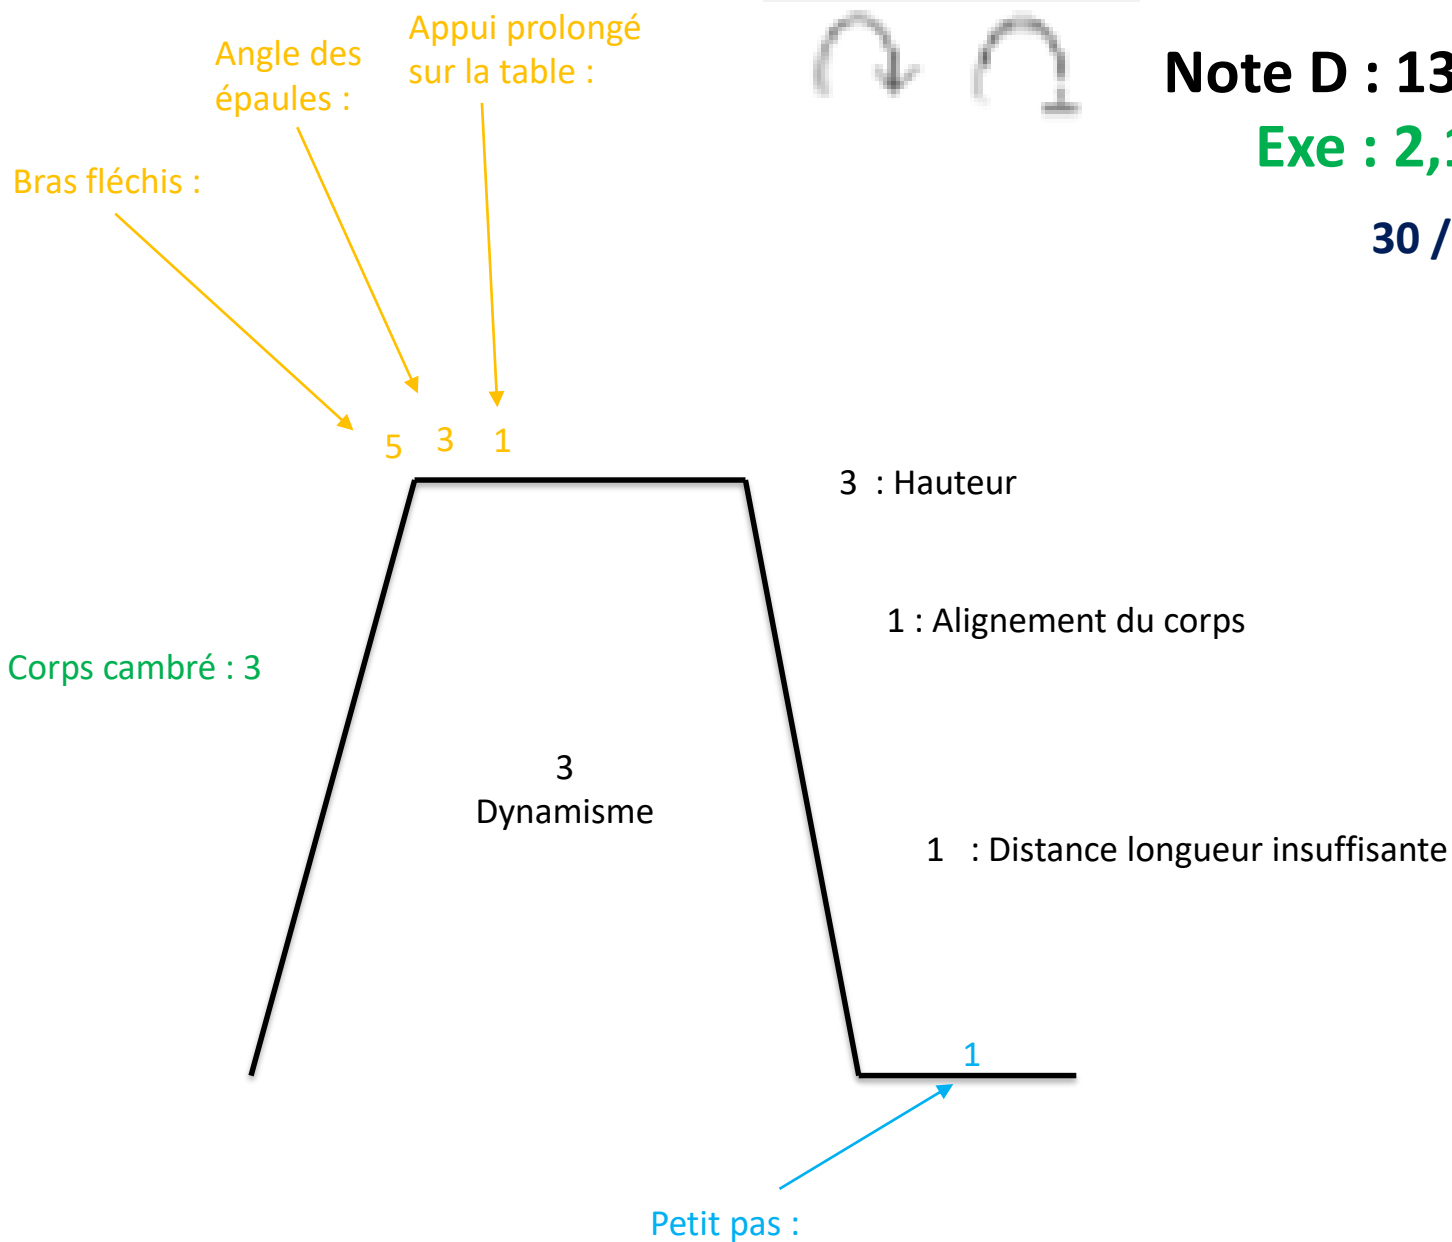 Appui prolongé
sur la table :
Angle des
épaules :
Note D : 13
Exe : 2,1
30 /
Bras fléchis :
5 3 1
3 : Hauteur
1 : Alignement du corps
Corps cambré : 3
3
Dynamisme
1 : Distance longueur insuffisante
1
Petit pas :